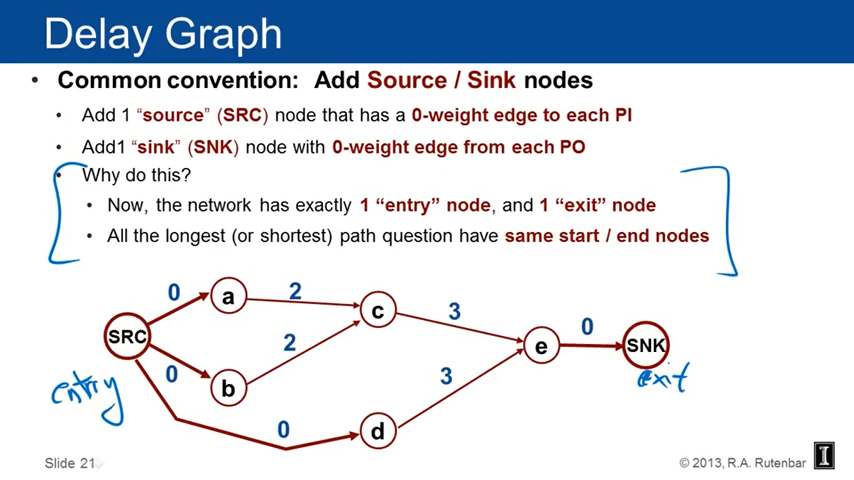 Delay Graph
• Common convention: Add Source / Sink nodes
• Add 1 “source” (SRC) node that has a 0-weight edge to each PI
• Add1 “sink” (SNK) node with 0-weight edge from each PO
• Why do this?
• Now, the network has exactly 1 “entry” node, and 1 “exit” node
• All the longest (or shortest) path question have same start / end nodes
0 a 2
c 3
SRC
e 0 SNK
0 b 2
entry
exit
3
0 d
Slide 21
© 2013, R.A. Rutenbar I